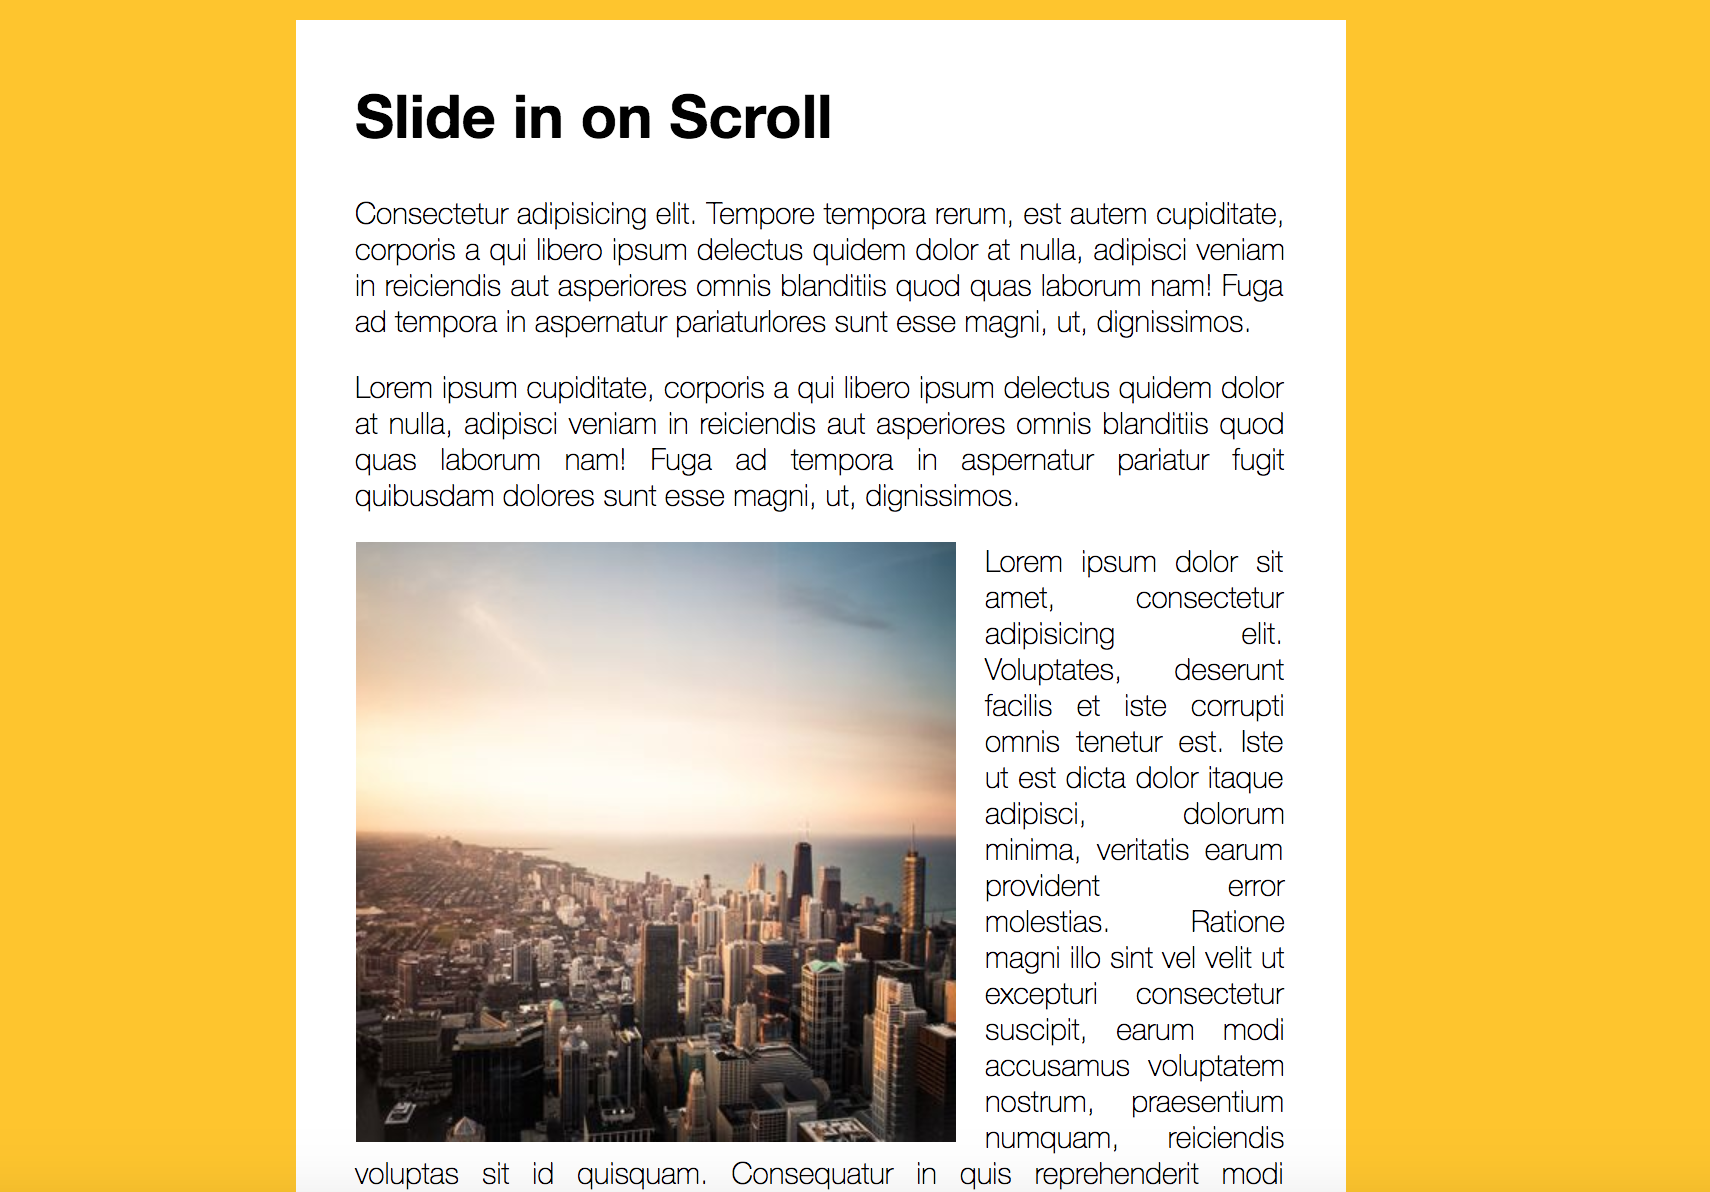 Slide in on Scroll
Consectetur adipisicing elit. Tempore tempora rerum, est autem cupiditate,
corporis a qui libero ipsum delectus quidem dolor at nulla, adipisci veniam
in reiciendis aut asperiores omnis blanditiis quod quas laborum nam! Fuga
ad tempora in aspernatur pariaturlores sunt esse magni, ut, dignissimos.
Lorem ipsum cupiditate, corporis a qui libero ipsum delectus quidem dolor
at nulla, adipisci veniam in reiciendis aut asperiores omnis blanditiis quod
quas laborum nam! Fuga ad tempora in aspernatur pariatur fugit
quibusdam dolores sunt esse magni, ut, dignissimos.
Lorem ipsum dolor sit
amet, consectetur
adipisicing elit.
Voluptates, deserunt
facilis et iste corrupti
omnis tenetur est. Iste
ut est dicta dolor itaque
adipisci, dolorum
minima, veritatis earum
provident error
molestias. Ratione
magni illo sint vel velit ut
excepturi consectetur
suscipit, earum modi
accusamus voluptatem
nostrum, praesentium
numquam, reiciendis
voluptas sit id quisquam. Consequatur in quis reprehenderit modi